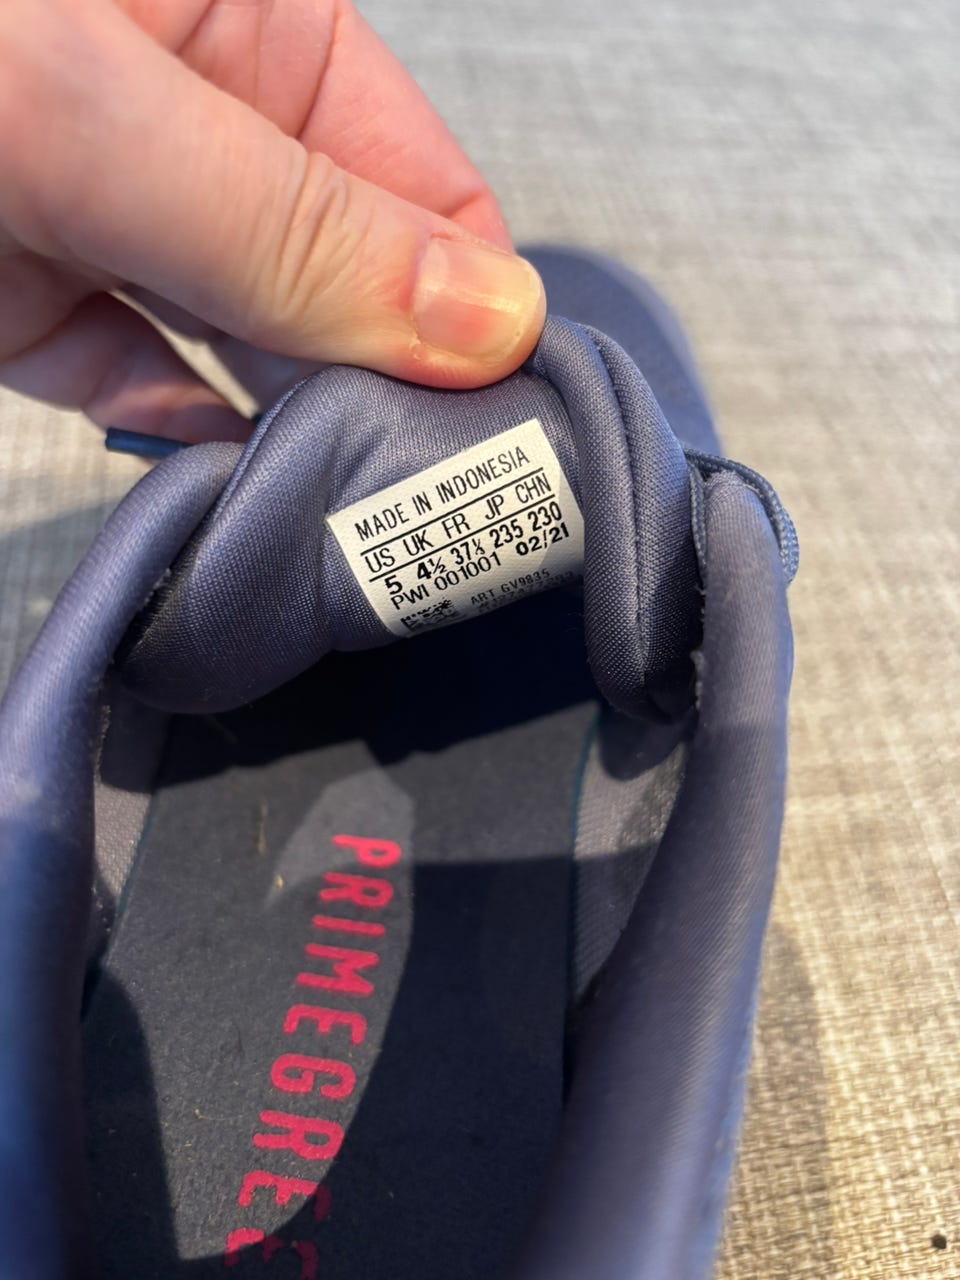 MADE IN INDONESIA
US UK FR JP CHN
5 4½ 37⅓ 235 230
PWI 001001 02/21
ART GV9835
PRIMEGREE